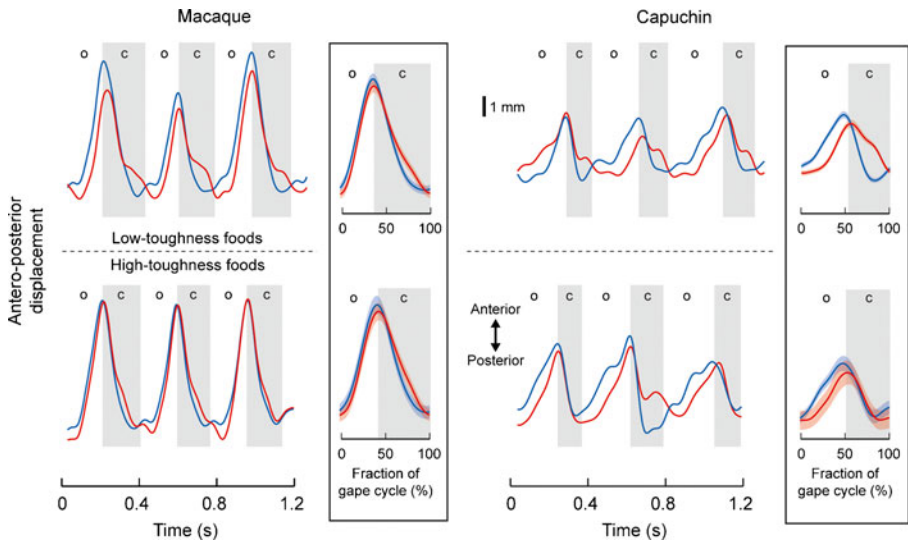 Macaque
Capuchin
O C O C O C
O C
O C O C O C
O C
1 mm
0 50 100
0 50 100
Antero-posterior
displacement
Low-toughness foods
High-toughness foods
O C O C O C
O C
Anterior
Posterior
O C O C O C
O C
0 50 100
0 50 100
Fraction of
gape cycle (%)
Fraction of
gape cycle (%)
0 0.4 0.8 1.2
0 0.4 0.8 1.2
Time (s)
Time (s)